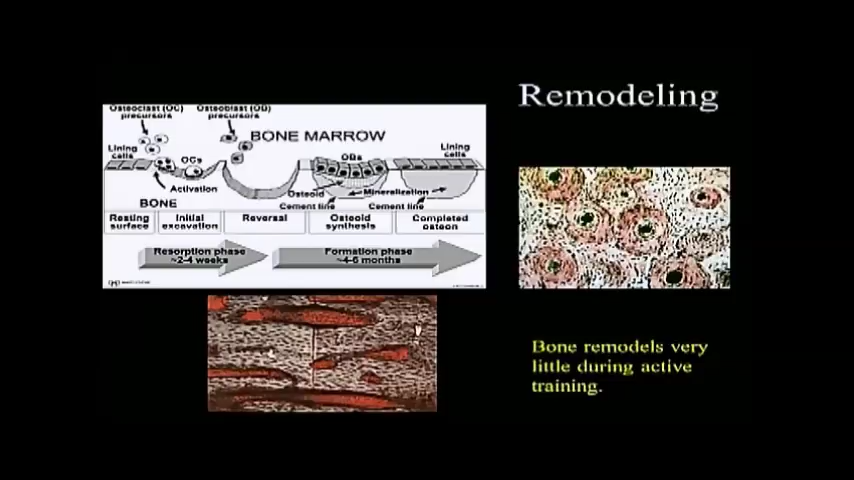 Remodeling
Osteoclast (OC)
precursors
Osteoblast (OB)
precursors
BONE MARROW
Lining
cells
OCs
OBs
Lining
cells
Activation
Osteoid
Mineralization
BONE
Cement line
Cement line
Resting
surface
Initial
excavation
Reversal
Osteoid
synthesis
Completed
osteon
Resorption phase
~2-4 weeks
Formation phase
~4-6 months
Bone remodels very
little during active
training.